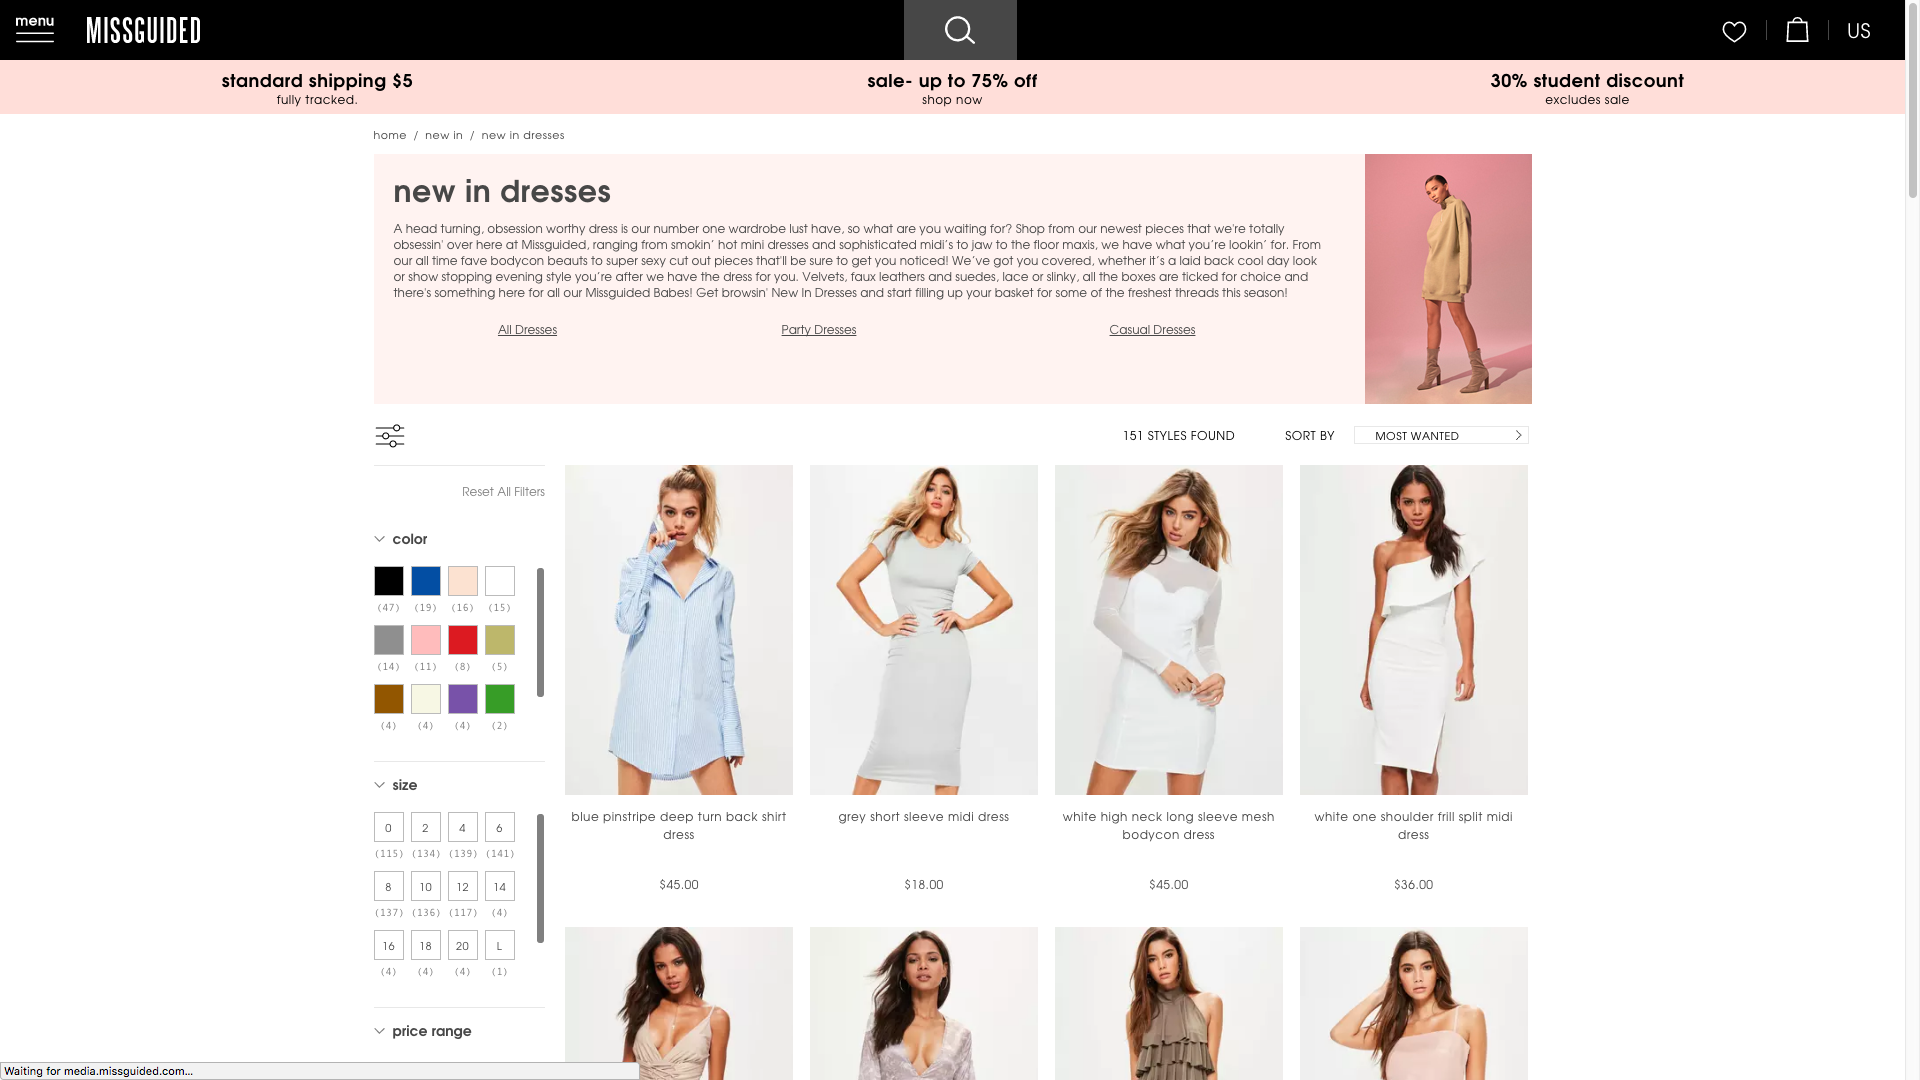 menu
MISSGUIDED
US
standard shipping $5
fully tracked.
sale- up to 75% off
shop now
30% student discount
excludes sale
home / new in / new in dresses
new in dresses
A head turning, obsession worthy dress is our number one wardrobe lust have, so what are you waiting for? Shop from our newest pieces that we're totally
obsessin' over here at Missguided, ranging from smokin’ hot mini dresses and sophisticated midi’s to jaw to the floor maxis, we have what you’re lookin’ for. From
our all time fave bodycon beauts to super sexy cut out pieces that'll be sure to get you noticed! We’ve got you covered, whether it’s a laid back cool day look
or show stopping evening style you’re after we have the dress for you. Velvets, faux leathers and suedes, lace or slinky, all the boxes are ticked for choice and
there's something here for all our Missguided Babes! Get browsin' New In Dresses and start filling up your basket for some of the freshest threads this season!
All Dresses
Party Dresses
Casual Dresses
151 STYLES FOUND
SORT BY
MOST WANTED
Reset All Filters
color
(47) (19) (16) (15)
(14) (11) (8) (5)
(4) (4) (4) (2)
size
0 2 4 6
(115) (134) (139) (141)
8 10 12 14
(137) (136) (117) (4)
16 18 20 L
(4) (4) (4) (1)
price range
blue pinstripe deep turn back shirt
dress
$45.00
grey short sleeve midi dress
$18.00
white high neck long sleeve mesh
bodycon dress
$45.00
white one shoulder frill split midi
dress
$36.00
Waiting for media.missguided.com...